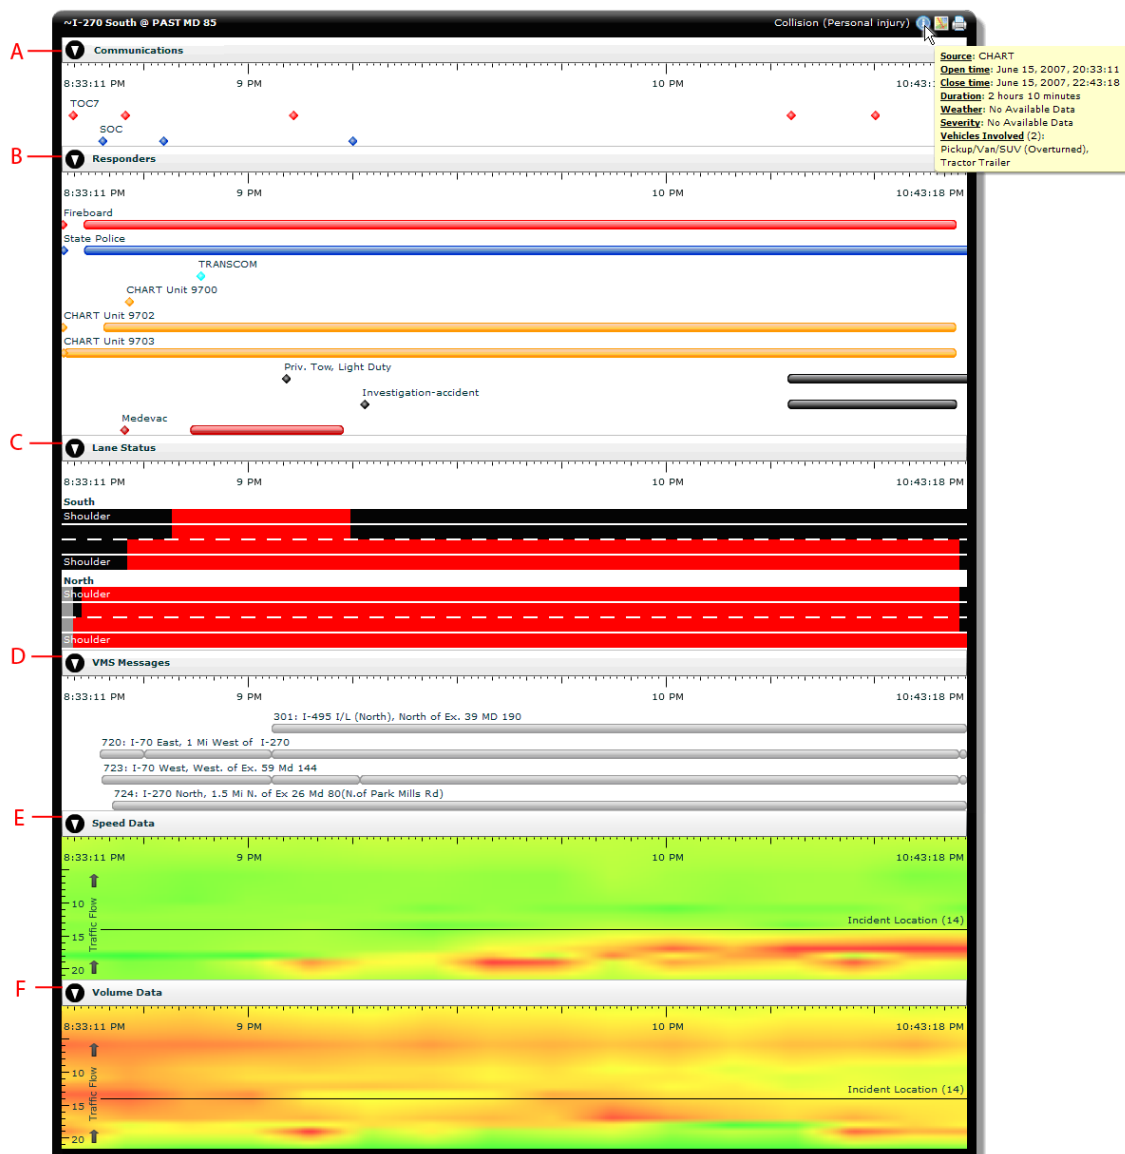 ~I-270 South @ PAST MD 85
Collision (Personal injury)
A
Communications
8:33:11 PM 9 PM 10 PM 10:43:
Source: CHART
Open time: June 15, 2007, 20:33:11
Close time: June 15, 2007, 22:43:18
Duration: 2 hours 10 minutes
Weather: No Available Data
Severity: No Available Data
Vehicles Involved (2):
Pickup/Van/SUV (Overturned),
Tractor Trailer
TOC7
SOC
B
Responders
8:33:11 PM 9 PM 10 PM 10:43:18 PM
Fireboard
State Police
TRANSCOM
CHART Unit 9700
CHART Unit 9702
CHART Unit 9703
Priv. Tow, Light Duty
Investigation-accident
Medevac
C
Lane Status
8:33:11 PM 9 PM 10 PM 10:43:18 PM
South
Shoulder
Shoulder
North
Shoulder
Shoulder
D
VMS Messages
8:33:11 PM 9 PM 10 PM 10:43:18 PM
301: I-495 I/L (North), North of Ex. 39 MD 190
720: I-70 East, 1 Mi West of I-270
723: I-70 West, West. of Ex. 59 Md 144
724: I-270 North, 1.5 Mi N. of Ex 26 Md 80(N.of Park Mills Rd)
E
Speed Data
8:33:11 PM 9 PM 10 PM 10:43:18 PM
10
Traffic Flow
Incident Location (14)
15
20
F
Volume Data
8:33:11 PM 9 PM 10 PM 10:43:18 PM
10
Traffic Flow
Incident Location (14)
15
20